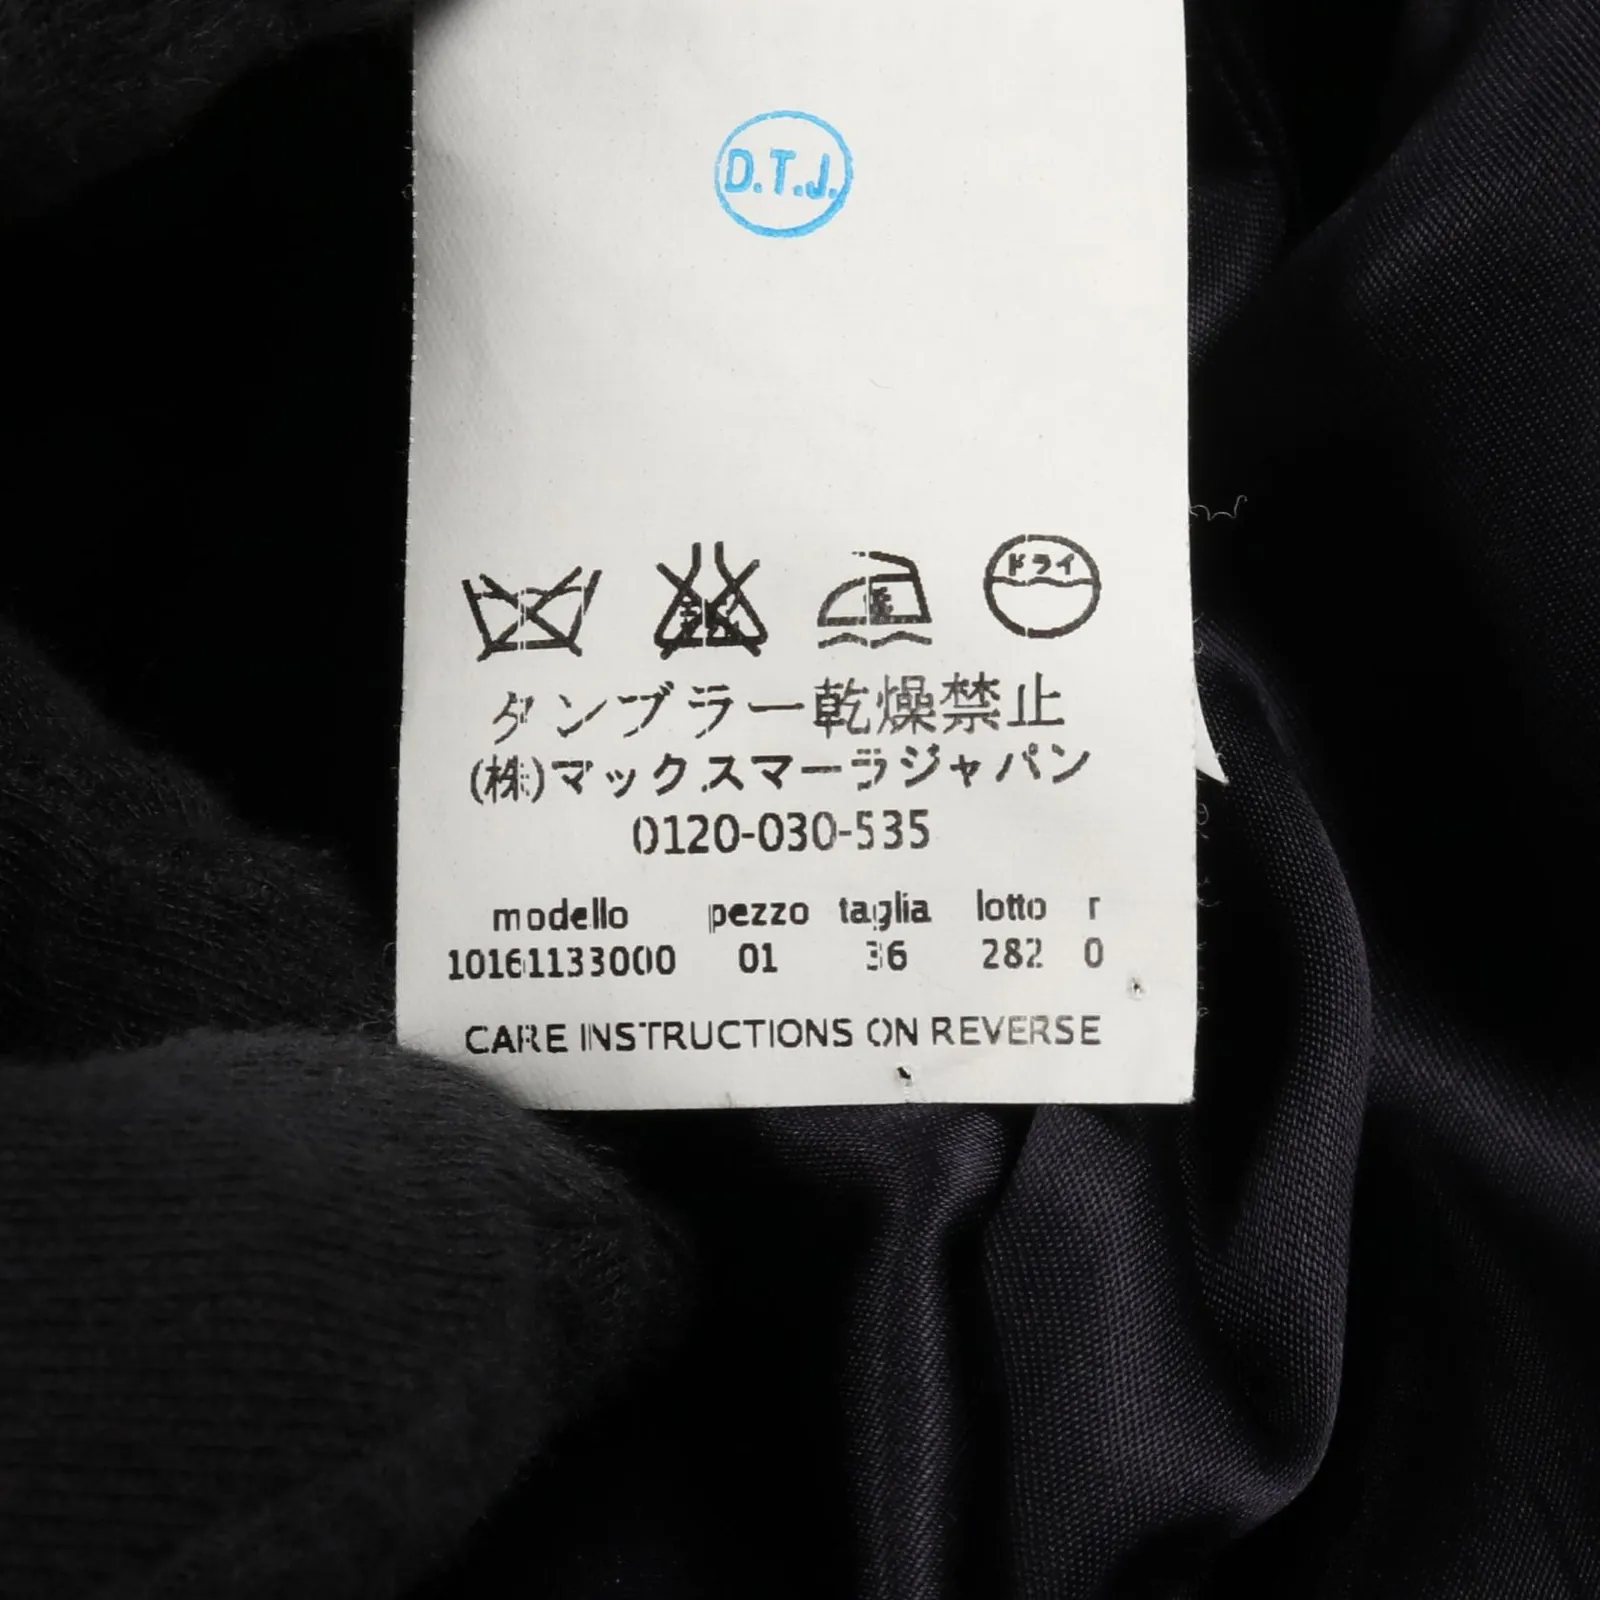 D.T.J.
ドライ
タンブラー乾燥禁止
(株)マックスマーラジャパン
0120-030-535
modello pezzo taglia lotto r
10161133000 01 36 282 0
CARE INSTRUCTIONS ON REVERSE